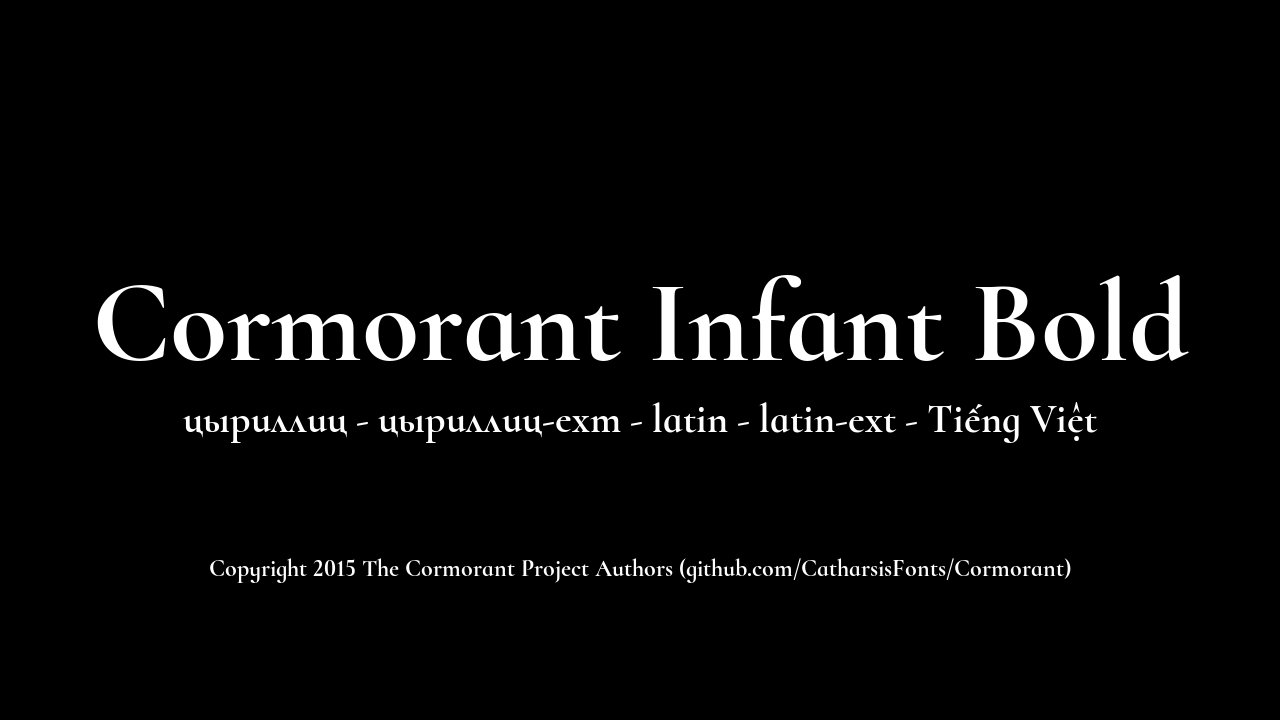 Cormorant Infant Bold
цыриллиц - цыриллиц-ехт - latin - latin-ext - Tiếng Việt
Copyright 2015 The Cormorant Project Authors (github.com/CatharsisFonts/Cormorant)